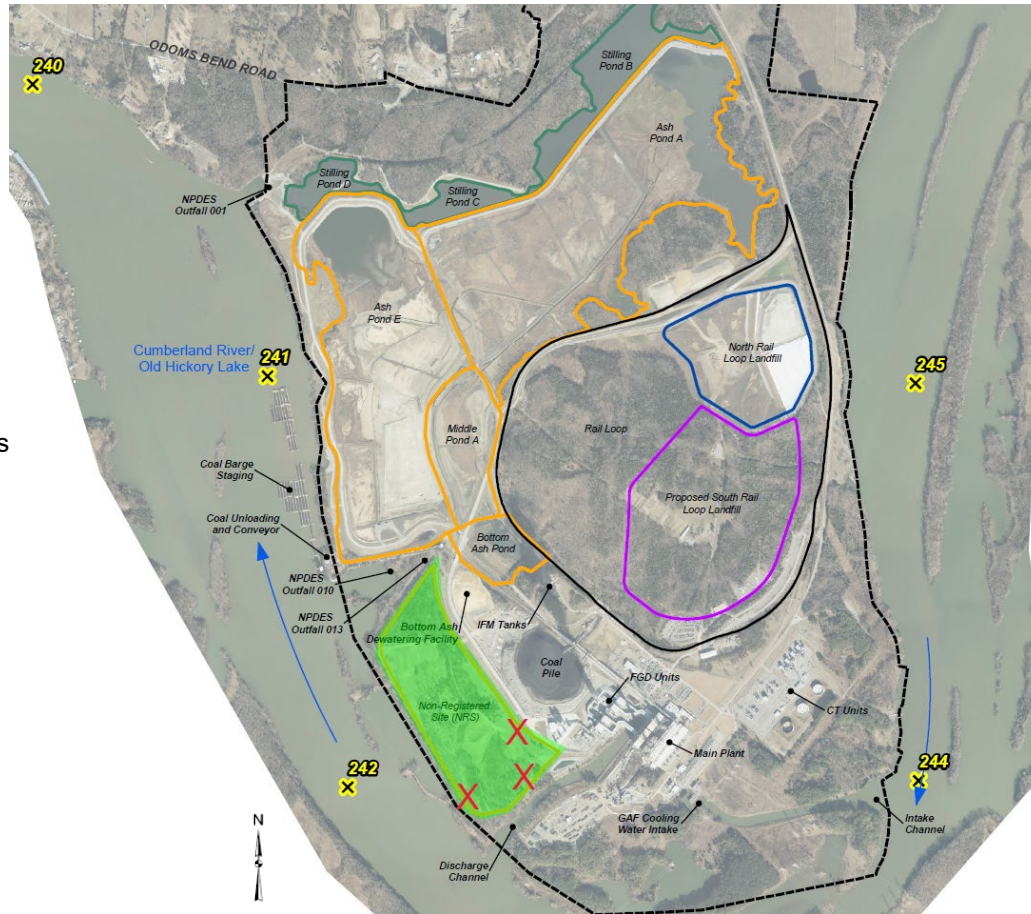 ODOMS BEND ROAD
240
Stilling
Pond B
Ash
Pond A
Stilling
Pond D
Stilling
Pond C
NPDES
Outfall 001
Ash
Pond E
North Rail
Loop Landfill
Cumberland River/
Old Hickory Lake
241
245
s
Middle
Pond A
Rail Loop
Coal Barge
Staging
Proposed South Rail
Loop Landfill
Coal Unloading
and Conveyor
Bottom
Ash Pond
NPDES
Outfall 010
NPDES
Outfall 013
Bottom Ash
Dewatering Facility
IFM Tanks
Coal
Pile
FGD Units
Non-Registered
Site (NRS)
CT Units
Main Plant
242
244
GAF Cooling
Water Intake
Intake
Channel
N
Discharge
Channel